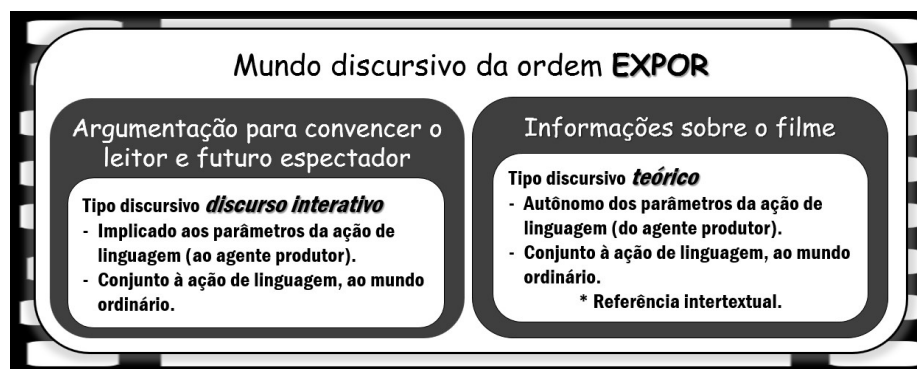 Mundo discursivo da ordem EXPOR
Argumentação para convencer o
leitor e futuro espectador
Tipo discursivo discurso interativo
- Implicado aos parâmetros da ação de
linguagem (ao agente produtor).
- Conjunto à ação de linguagem, ao mundo
ordinário.
Informações sobre o filme
Tipo discursivo teórico
- Autônomo dos parâmetros da ação de
linguagem (do agente produtor).
- Conjunto à ação de linguagem, ao mundo
ordinário.
* Referência intertextual.